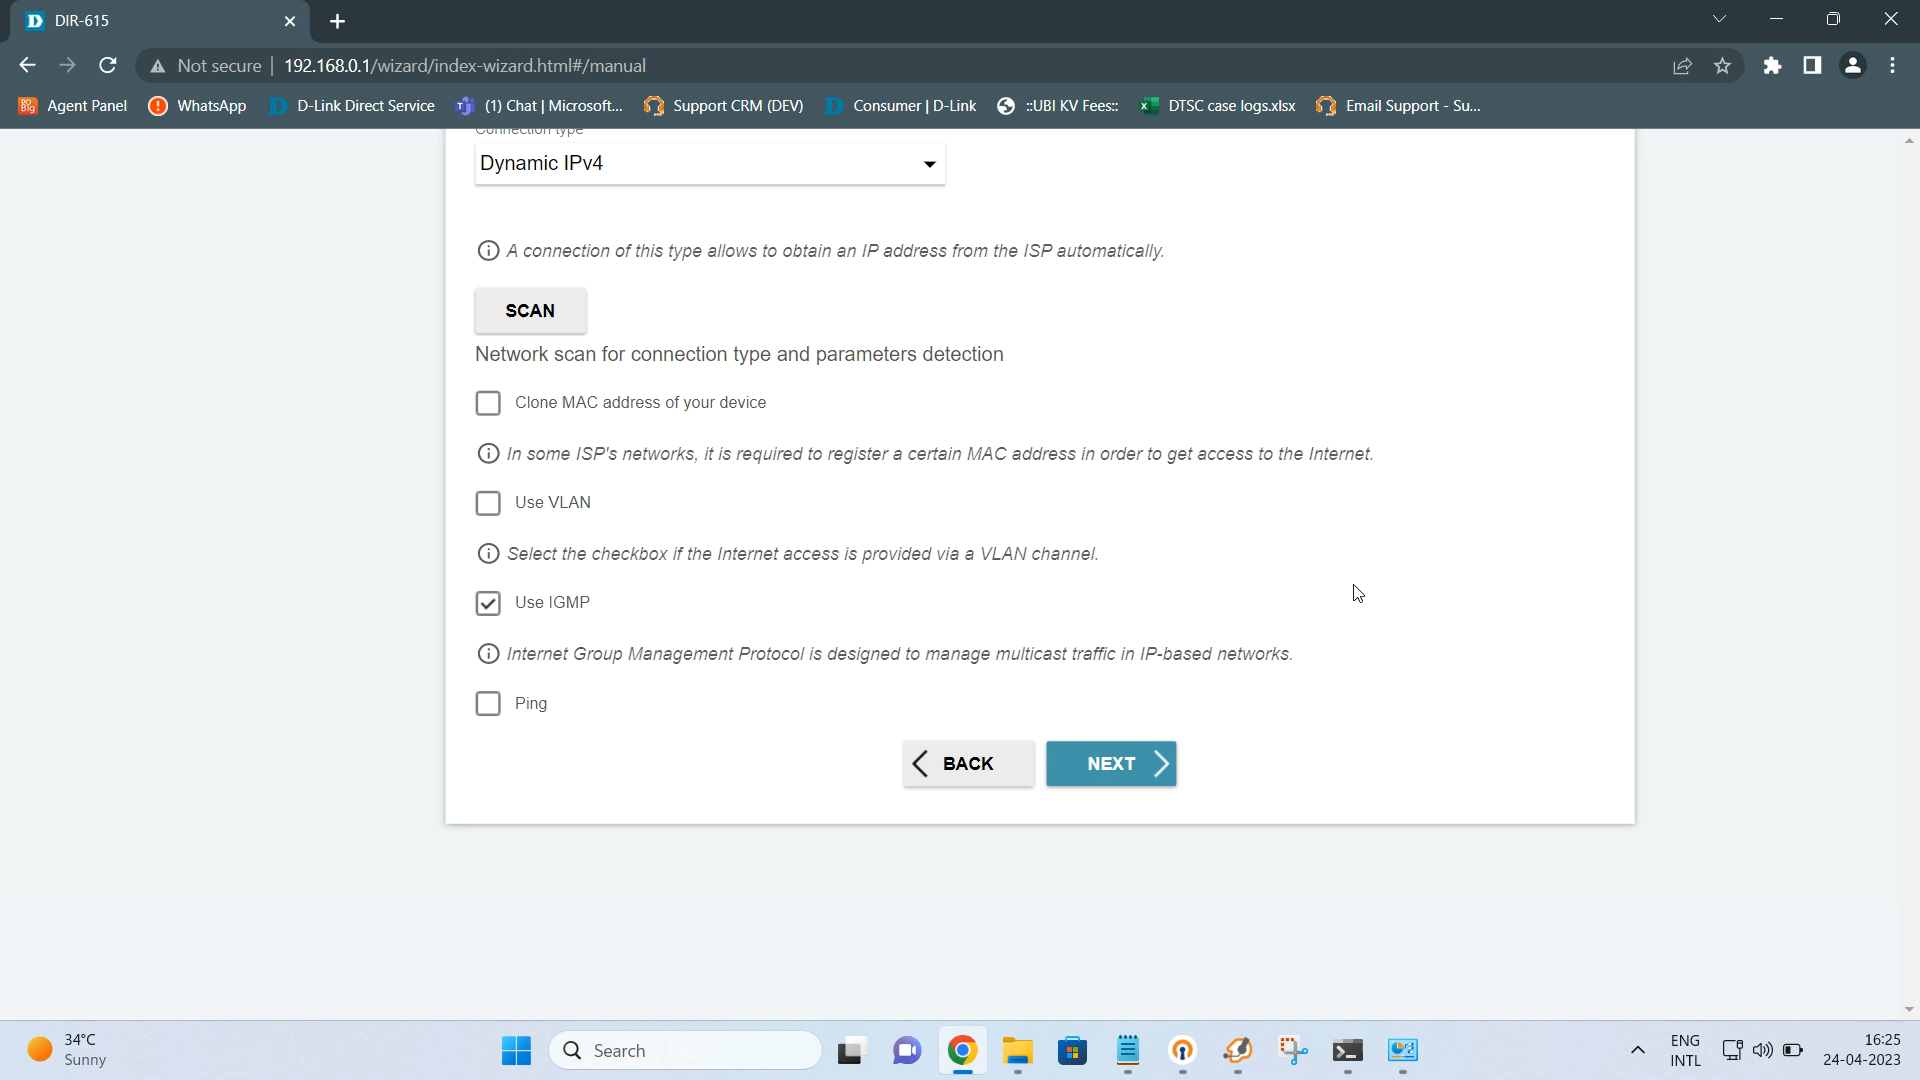 DIR-615
Not secure
192.168.0.1/wizard/index-wizard.html#/manual
Agent Panel
WhatsApp
D-Link Direct Service
(1) Chat | Microsoft...
Support CRM (DEV)
Consumer | D-Link
::UBI KV Fees::
DTSC case logs.xlsx
Email Support - Su...
Connection type
Dynamic IPv4
A connection of this type allows to obtain an IP address from the ISP automatically.
SCAN
Network scan for connection type and parameters detection
Clone MAC address of your device
In some ISP's networks, it is required to register a certain MAC address in order to get access to the Internet.
Use VLAN
Select the checkbox if the Internet access is provided via a VLAN channel.
Use IGMP
Internet Group Management Protocol is designed to manage multicast traffic in IP-based networks.
Ping
BACK
NEXT
34°C
Sunny
Search
ENG
INTL
16:25
24-04-2023